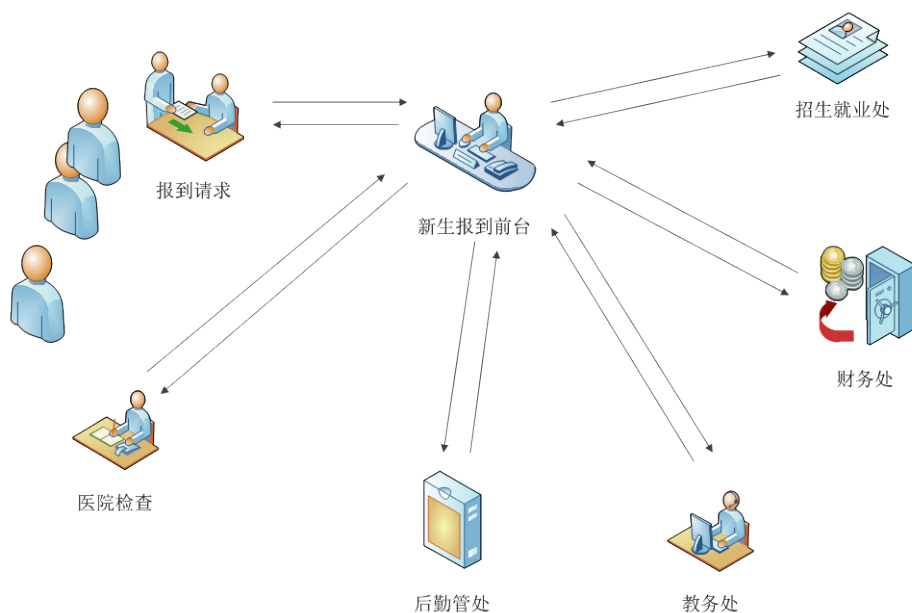 招生就业处
报到请求
新生报到前台
财务处
医院检查
后勤管处
教务处